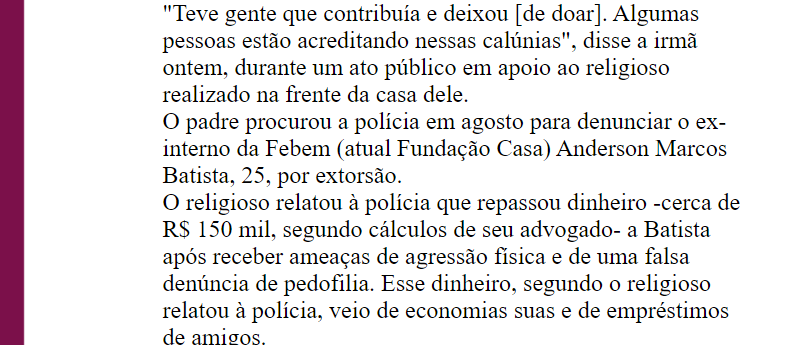 "Teve gente que contribuía e deixou [de doar]. Algumas
pessoas estão acreditando nessas calúnias", disse a irmã
ontem, durante um ato público em apoio ao religioso
realizado na frente da casa dele.
O padre procurou a polícia em agosto para denunciar o ex-
interno da Febem (atual Fundação Casa) Anderson Marcos
Batista, 25, por extorsão.
O religioso relatou à polícia que repassou dinheiro -cerca de
R$ 150 mil, segundo cálculos de seu advogado- a Batista
após receber ameaças de agressão física e de uma falsa
denúncia de pedofilia. Esse dinheiro, segundo o religioso
relatou à polícia, veio de economias suas e de empréstimos
de amigos.